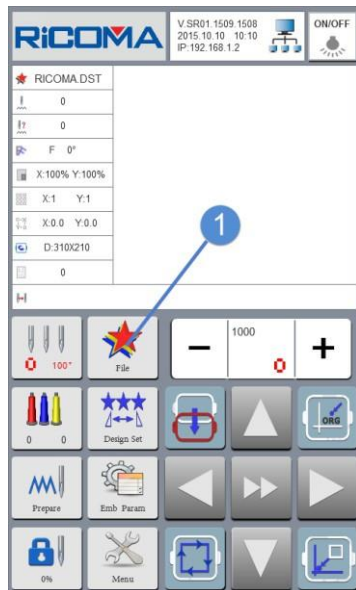 RiCOMA
V.SR01.1509.1508
2015.10.10 10:10
IP:192.168.1.2
ON/OFF
RICOMA.DST
0
0
F 0°
X:100% Y:100%
X:1 Y:1
X:0.0 Y:0.0
D:310X210
0
1
0 100°
File
−
1000
0
+
0 0
Design Set
ORG
Prepare
Emb Param
0%
Menu